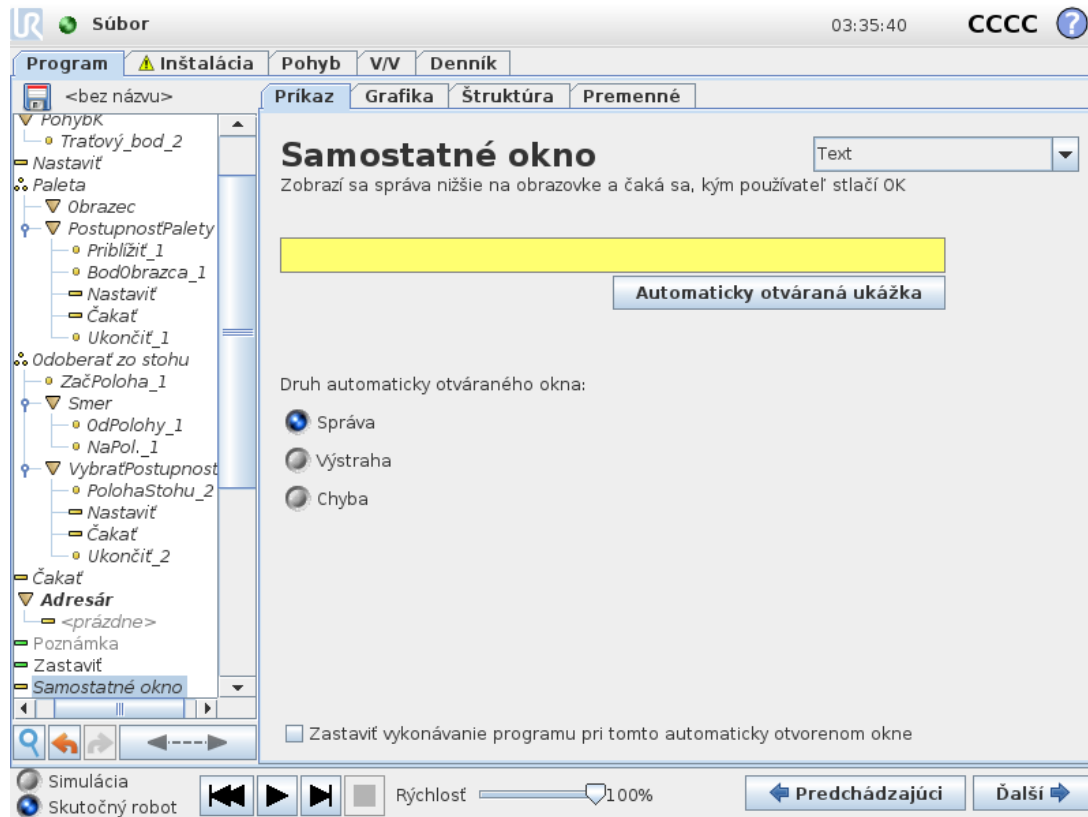 Súbor
03:35:40
CCCC
?
Program
Inštalácia
Pohyb
V/V
Denník
<bez názvu>
Príkaz
Grafika
Štruktúra
Premenné
PohybK
Traťový_bod_2
Nastaviť
Paleta
Obrazec
PostupnosťPalety
Priblížiť_1
BodObrazca_1
Nastaviť
Čakať
Ukončiť_1
Odoberať zo stohu
ZačPoloha_1
Smer
OdPolohy_1
NaPol._1
VybraťPostupnosť
PolohaStohu_2
Nastaviť
Čakať
Ukončiť_2
Čakať
Adresár
<prázdne>
Poznámka
Zastaviť
Samostatné okno
Samostatné okno
Text
Zobrazí sa správa nižšie na obrazovke a čaká sa, kým používateľ stlačí OK
Automaticky otváraná ukážka
Druh automaticky otváraného okna:
Správa
Výstraha
Chyba
Zastaviť vykonávanie programu pri tomto automaticky otvorenom okne
Simulácia
Skutočný robot
Rýchlosť
100%
Predchádzajúci
Ďalší